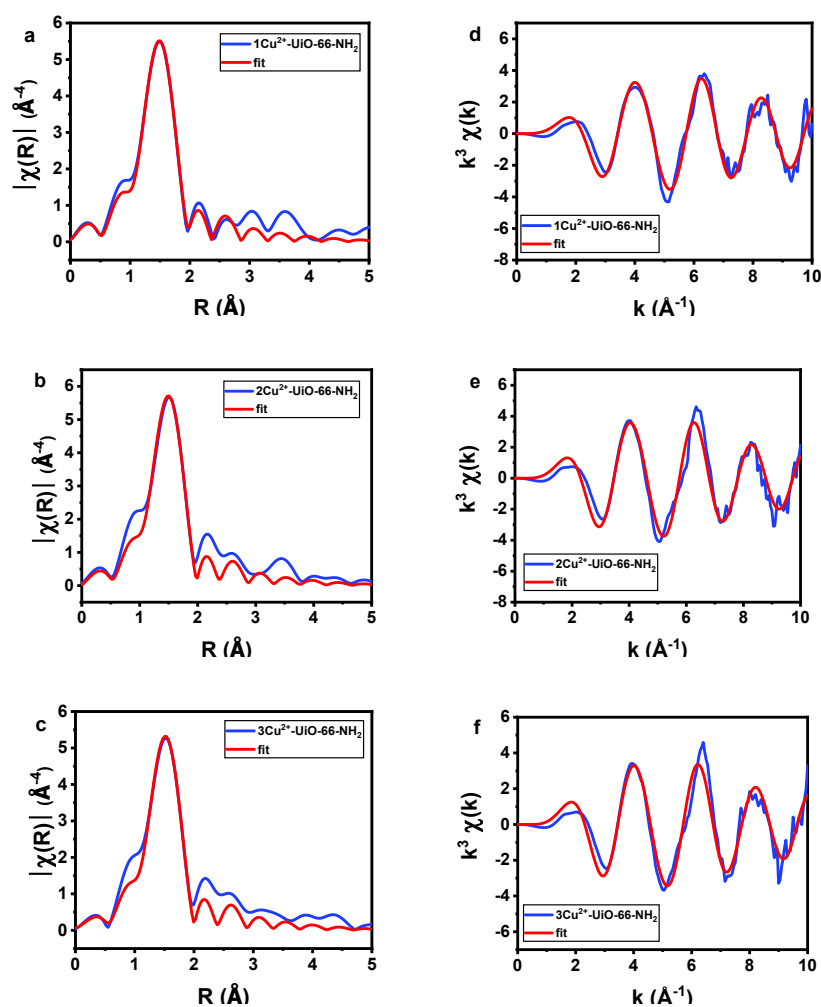 a
1Cu²⁺-UiO-66-NH₂
fit
|χ(R)| (Å⁻⁴)
6
5
4
3
2
1
0
0 1 2 3 4 5
R (Å)
d
1Cu²⁺-UiO-66-NH₂
fit
k³ χ(k)
8
6
4
2
0
-2
-4
-6
-8
0 2 4 6 8 10
k (Å⁻¹)
b
2Cu²⁺-UiO-66-NH₂
fit
|χ(R)| (Å⁻⁴)
6
5
4
3
2
1
0
0 1 2 3 4 5
R (Å)
e
2Cu²⁺-UiO-66-NH₂
fit
k³ χ(k)
8
6
4
2
0
-2
-4
-6
-8
0 2 4 6 8 10
k (Å⁻¹)
c
3Cu²⁺-UiO-66-NH₂
fit
|χ(R)| (Å⁻⁴)
6
5
4
3
2
1
0
0 1 2 3 4 5
R (Å)
f
3Cu²⁺-UiO-66-NH₂
fit
k³ χ(k)
6
4
2
0
-2
-4
-6
0 2 4 6 8 10
k (Å⁻¹)